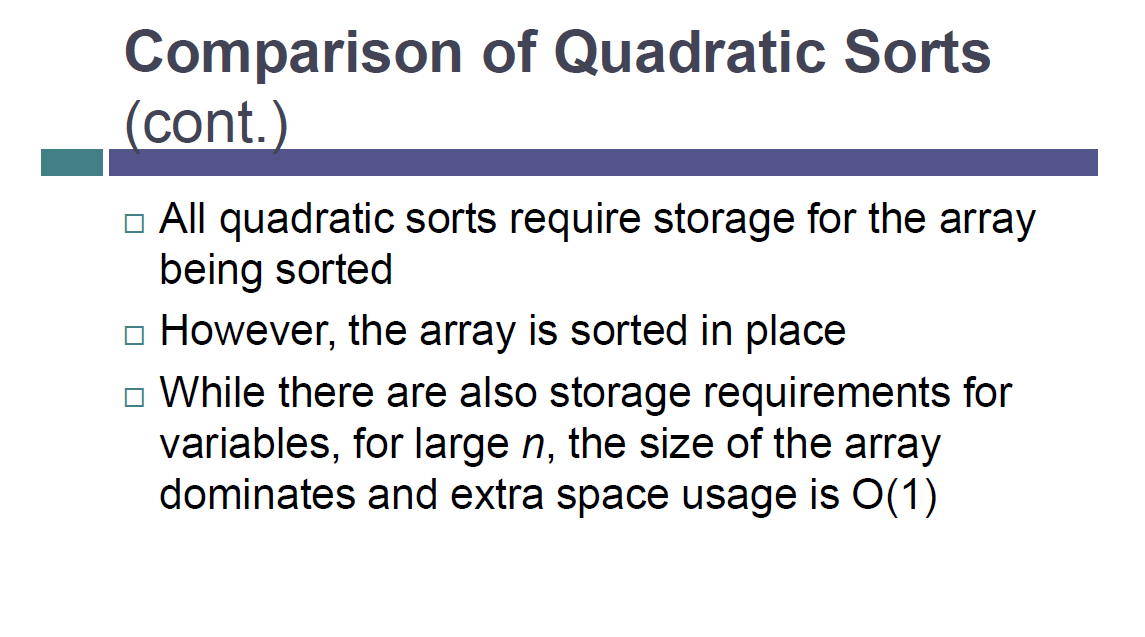 Comparison of Quadratic Sorts
(cont.)
All quadratic sorts require storage for the array
being sorted
However, the array is sorted in place
While there are also storage requirements for
variables, for large n, the size of the array
dominates and extra space usage is O(1)